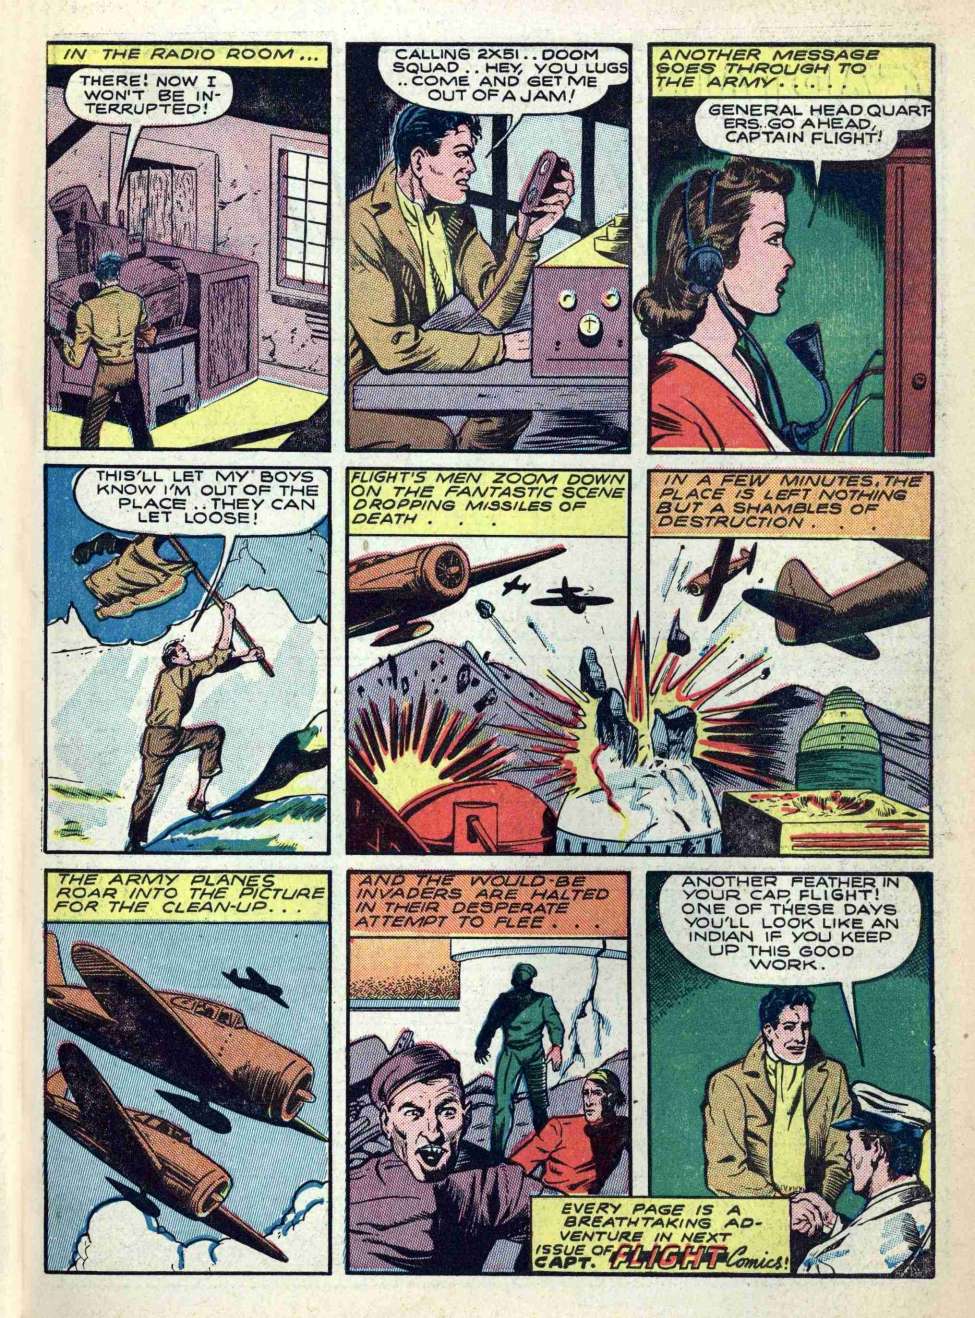 IN THE RADIO ROOM...
THERE! NOW I
WON'T BE IN-
TERRUPTED!
CALLING 2X51.. DOOM
SQUAD.. HEY, YOU LUGS
..COME AND GET ME
OUT OF A JAM!
ANOTHER MESSAGE
GOES THROUGH TO
THE ARMY.....
GENERAL HEADQUART-
ERS. GO AHEAD,
CAPTAIN FLIGHT!
THIS'LL LET MY BOYS
KNOW I'M OUT OF THE
PLACE.. THEY CAN
LET LOOSE!
FLIGHT'S MEN ZOOM DOWN
ON THE FANTASTIC SCENE
DROPPING MISSILES OF
DEATH . . .
IN A FEW MINUTES, THE
PLACE IS LEFT NOTHING
BUT A SHAMBLES OF
DESTRUCTION . . .
THE ARMY PLANES
ROAR INTO THE PICTURE
FOR THE CLEAN-UP...
AND THE WOULD-BE
INVADERS ARE HALTED
IN THEIR DESPERATE
ATTEMPT TO FLEE . . .
ANOTHER FEATHER IN
YOUR CAP, FLIGHT!
ONE OF THESE DAYS
YOU'LL LOOK LIKE AN
INDIAN IF YOU KEEP
UP THIS GOOD
WORK.
EVERY PAGE IS A
BREATHTAKING AD-
VENTURE IN NEXT
ISSUE OF
CAPT. FLIGHT Comics!